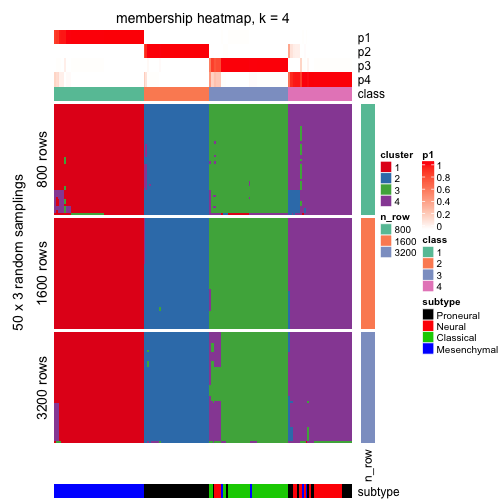 membership heatmap, k = 4
p1
p2
p3
p4
class
50 x 3 random samplings
800 rows
1600 rows
3200 rows
cluster
1
2
3
4
n_row
800
1600
3200
p1
1
0.8
0.6
0.4
0.2
0
class
1
2
3
4
subtype
Proneural
Neural
Classical
Mesenchymal
n_row
subtype